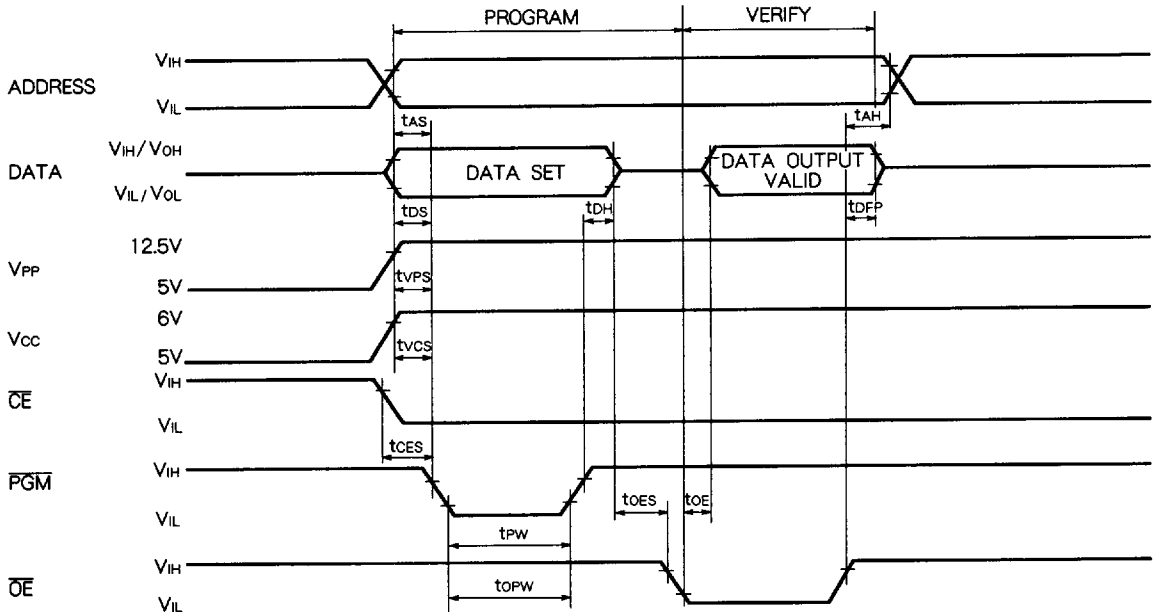 PROGRAM VERIFY
ADDRESS VIH
VIL
tAS tAH
DATA VIH/VOH
VIL/VOL
DATA SET
DATA OUTPUT
VALID
tDS tDH tDFP
VPP 12.5V
5V
tVPS
VCC 6V
5V
tVCS
CE VIH
VIL
tCES
PGM VIH
VIL
tPW
tOES tOE
OE VIH
VIL
tOPW